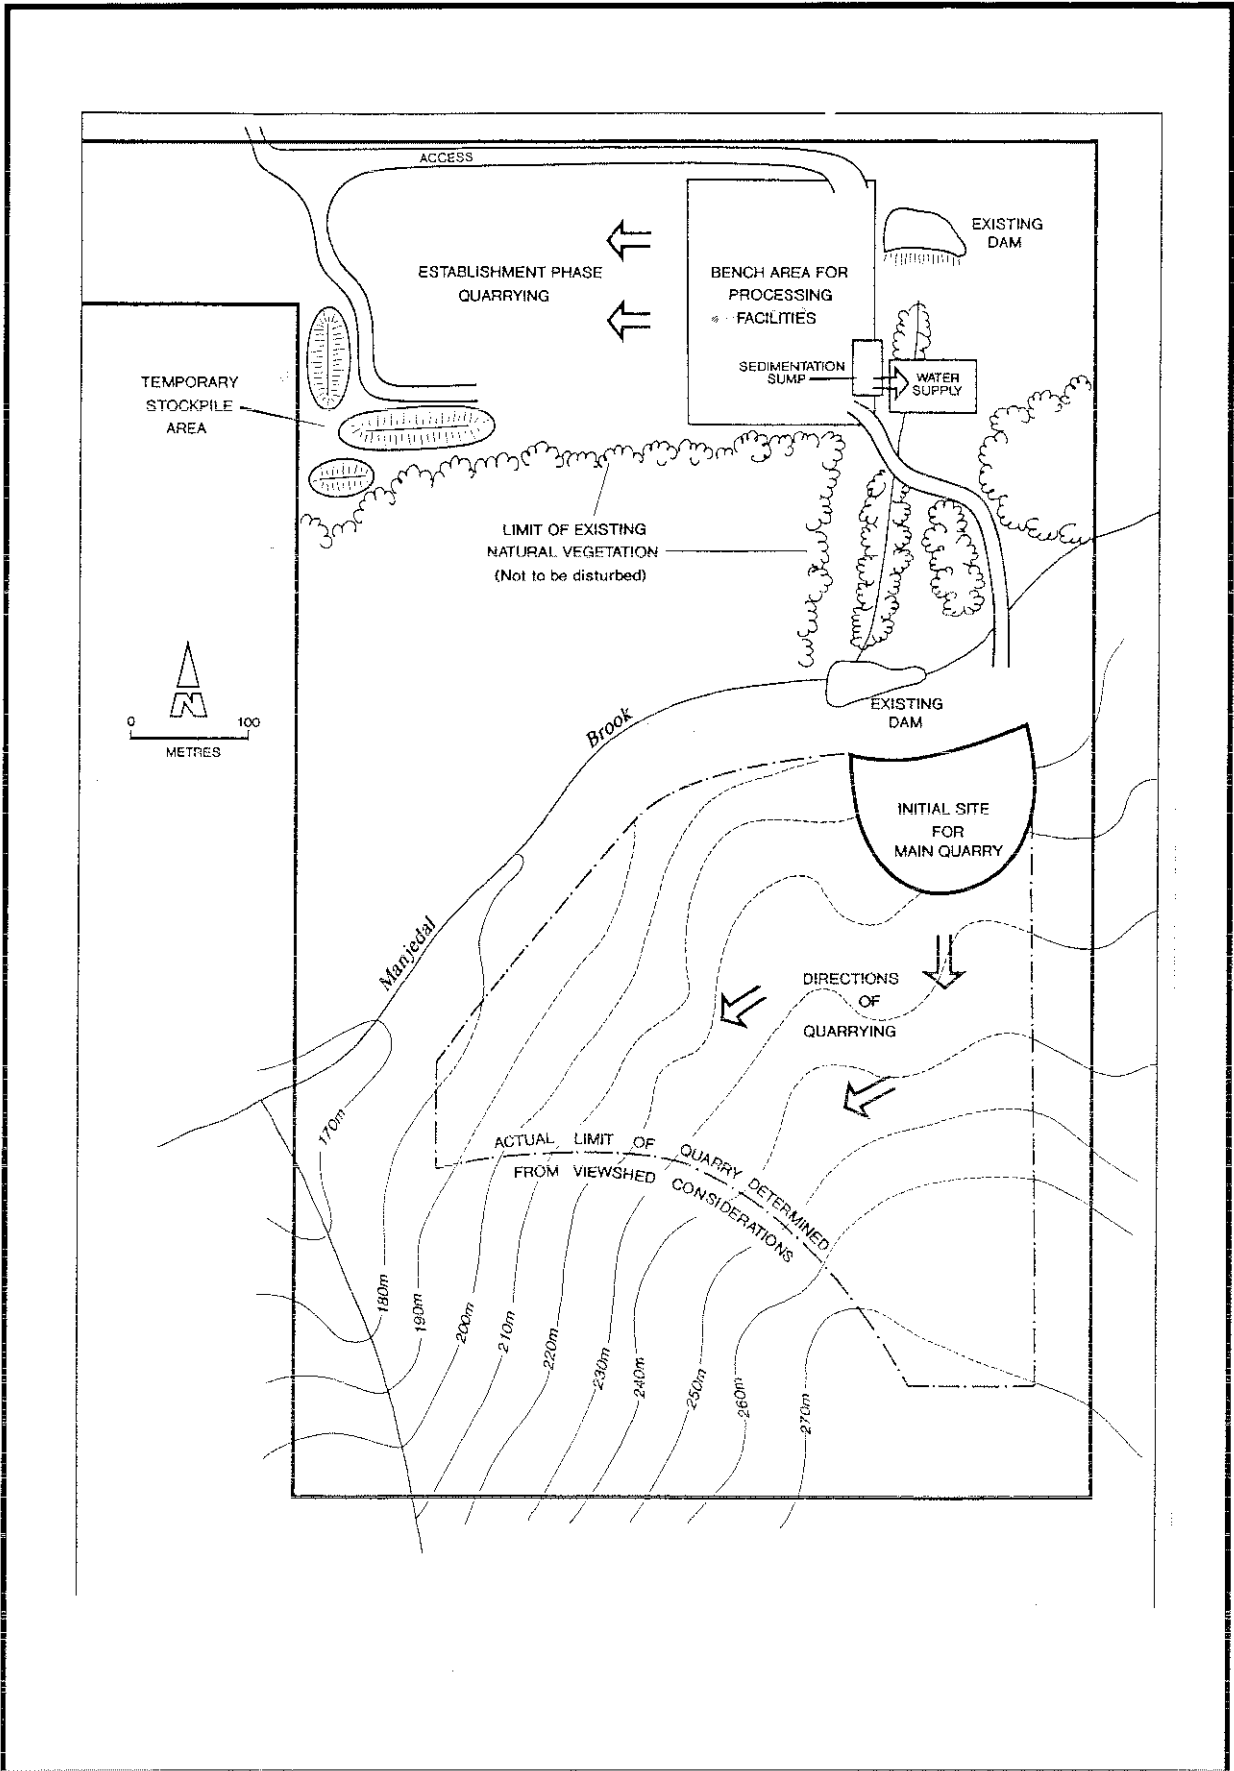 ACCESS
EXISTING
DAM
ESTABLISHMENT PHASE
QUARRYING
BENCH AREA FOR
PROCESSING
FACILITIES
SEDIMENTATION
SUMP
WATER
SUPPLY
TEMPORARY
STOCKPILE
AREA
LIMIT OF EXISTING
NATURAL VEGETATION
(Not to be disturbed)
N
0 100
METRES
EXISTING
DAM
Manjedal Brook
INITIAL SITE
FOR
MAIN QUARRY
DIRECTIONS
OF
QUARRYING
ACTUAL LIMIT OF QUARRY DETERMINED
FROM VIEWSHED CONSIDERATIONS
170m
180m
190m
200m
210m
220m
230m
240m
250m
260m
270m